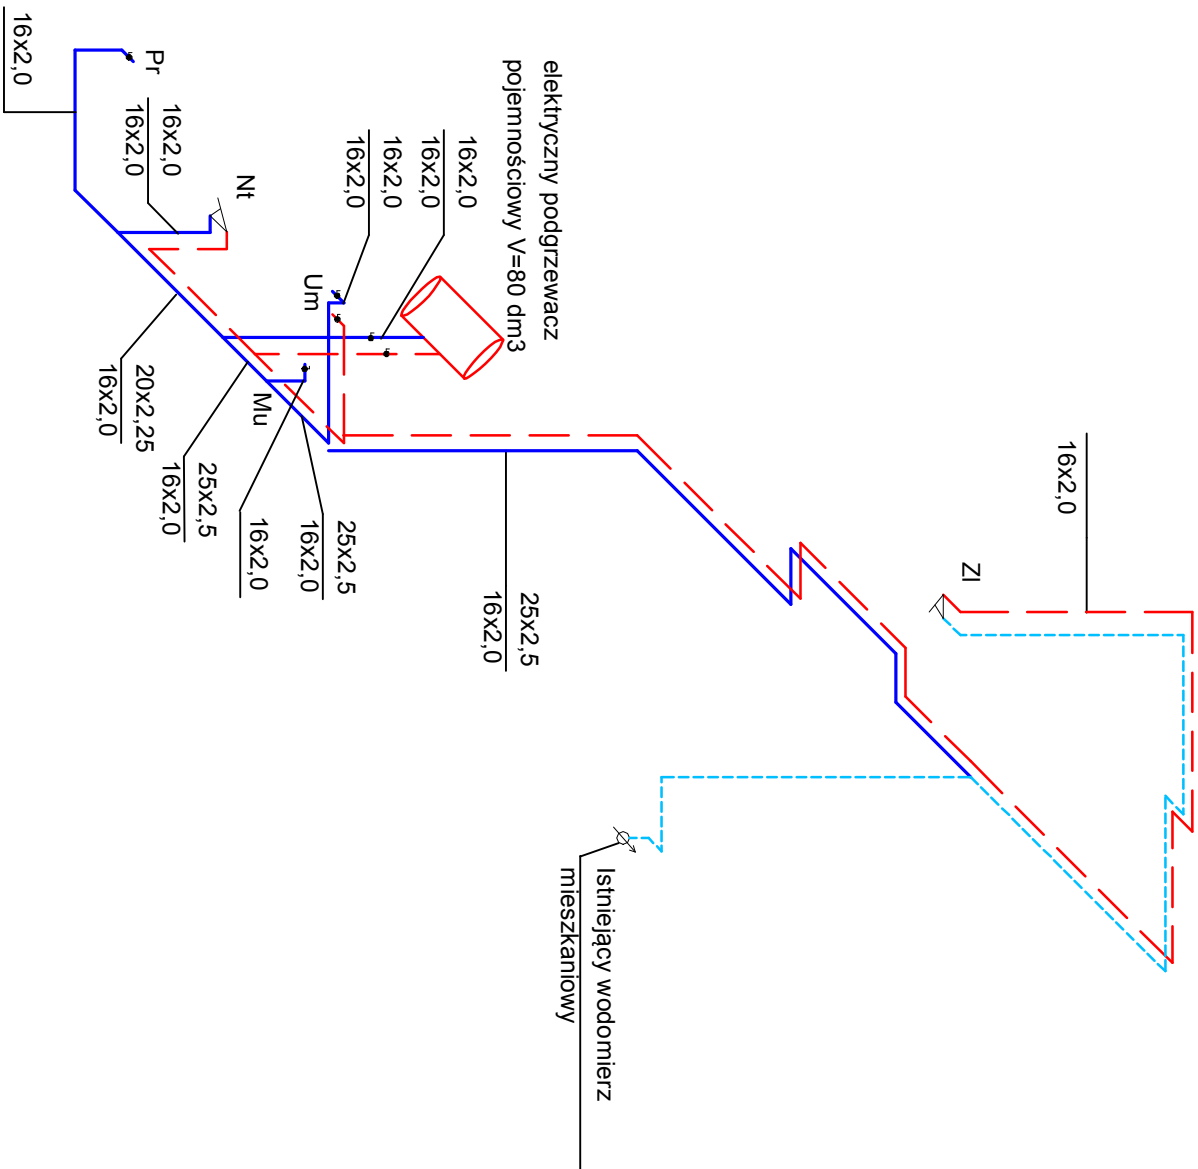 16x2,0
Zl
elektryczny podgrzewacz
pojemnościowy V=80 dm3
16x2,0
16x2,0
16x2,0
16x2,0
Um
Nt
16x2,0
16x2,0
Pr
16x2,0
Mu
20x2,25
16x2,0
25x2,5
16x2,0
16x2,0
25x2,5
16x2,0
25x2,5
16x2,0
Istniejący wodomierz
mieszkaniowy